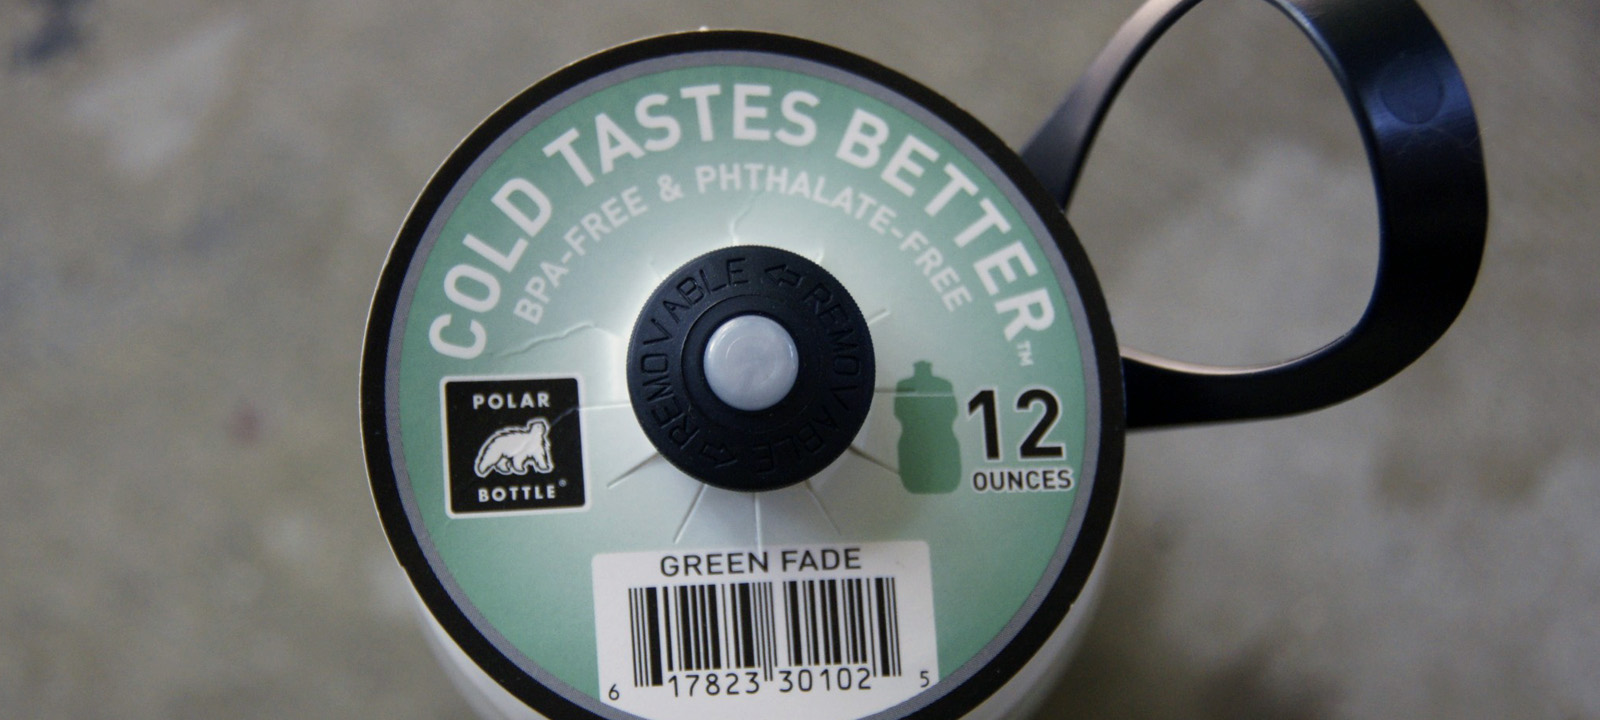 COLD TASTES BETTER™
BPA-FREE & PHTHALATE-FREE
REMOVABLE REMOVABLE
POLAR
BOTTLE®
12
OUNCES
GREEN FADE
6 17823 30102 5